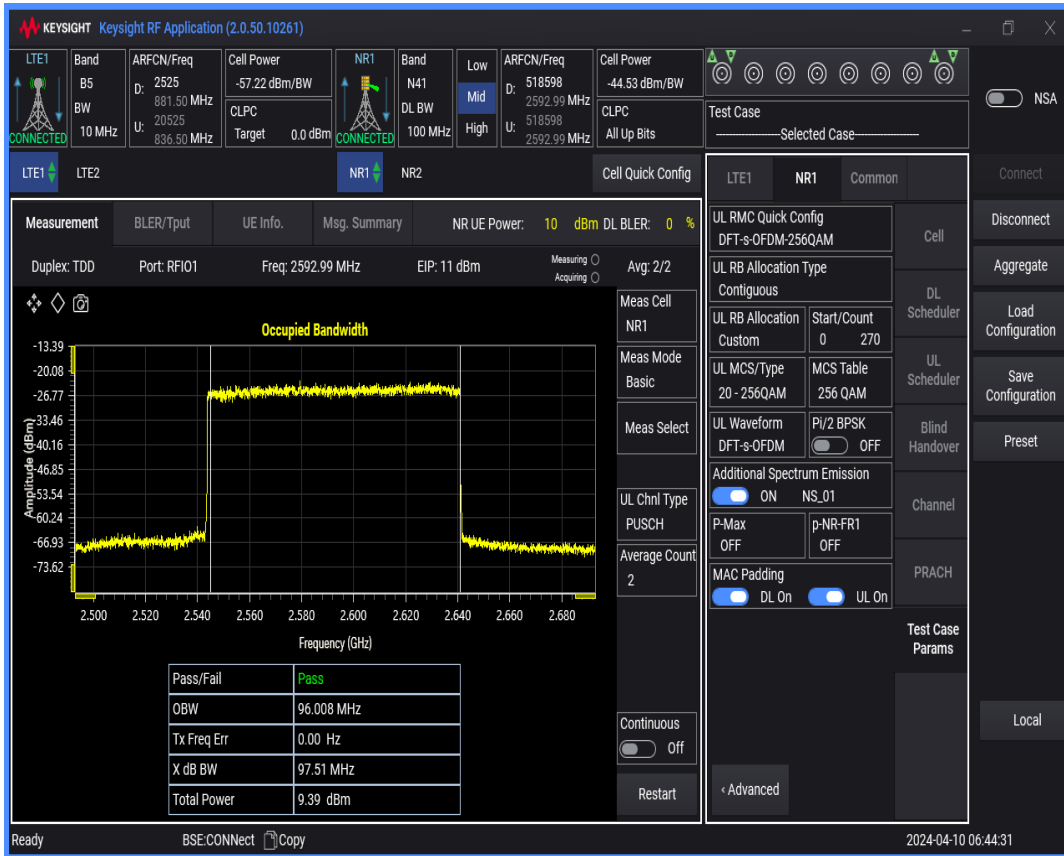 KEYSIGHT Keysight RF Application (2.0.50.10261)
LTE1 Band ARFCN/Freq Cell Power NR1 Band Low ARFCN/Freq Cell Power
B5 D: 2525 -57.22 dBm/BW N41 D: 518598 -44.53 dBm/BW
881.50 MHz 2592.99 MHz
BW CLPC DL BW Mid CLPC Test Case
U: 20525 U: 518598
CONNECTED 10 MHz 836.50 MHz Target 0.0 dBm CONNECTED 100 MHz High 2592.99 MHz All Up Bits
Selected Case
NSA
LTE1 LTE2 NR1 NR2 Cell Quick Config
LTE1 NR1 Common
Connect
Measurement BLER/Tput UE Info. Msg. Summary NR UE Power: 10 dBm DL BLER: 0 %
Duplex: TDD Port: RFIO1 Freq: 2592.99 MHz EIP: 11 dBm Measuring Avg: 2/2
Acquiring
Occupied Bandwidth
Amplitude (dBm)
-13.39
-20.08
-26.77
-33.46
-40.16
-46.85
-53.54
-60.24
-66.93
-73.62
2.500 2.520 2.540 2.560 2.580 2.600 2.620 2.640 2.660 2.680
Frequency (GHz)
Pass/Fail Pass
OBW 96.008 MHz
Tx Freq Err 0.00 Hz
X dB BW 97.51 MHz
Total Power 9.39 dBm
Meas Cell
NR1
Meas Mode
Basic
Meas Select
UL Chnl Type
PUSCH
Average Count
2
Continuous
Off
Restart
UL RMC Quick Config
DFT-s-OFDM-256QAM
UL RB Allocation Type
Contiguous
UL RB Allocation Start/Count
Custom 0 270
UL MCS/Type MCS Table
20 - 256QAM 256 QAM
UL Waveform Pi/2 BPSK
DFT-s-OFDM OFF
Additional Spectrum Emission
ON NS_01
P-Max p-NR-FR1
OFF OFF
MAC Padding
DL On UL On
‹ Advanced
Cell
DL
Scheduler
UL
Scheduler
Blind
Handover
Channel
PRACH
Test Case
Params
Disconnect
Aggregate
Load
Configuration
Save
Configuration
Preset
Local
Ready BSE:CONNect Copy 2024-04-10 06:44:31